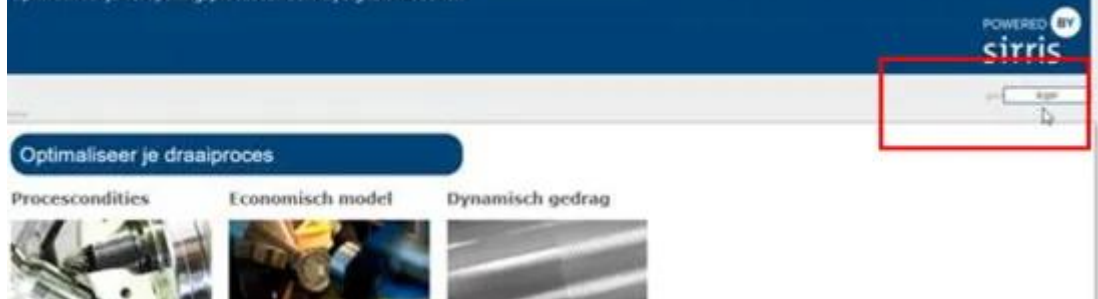 POWERED BY
sirris
Optimaliseer je draaiproces
Procescondities
Economisch model
Dynamisch gedrag